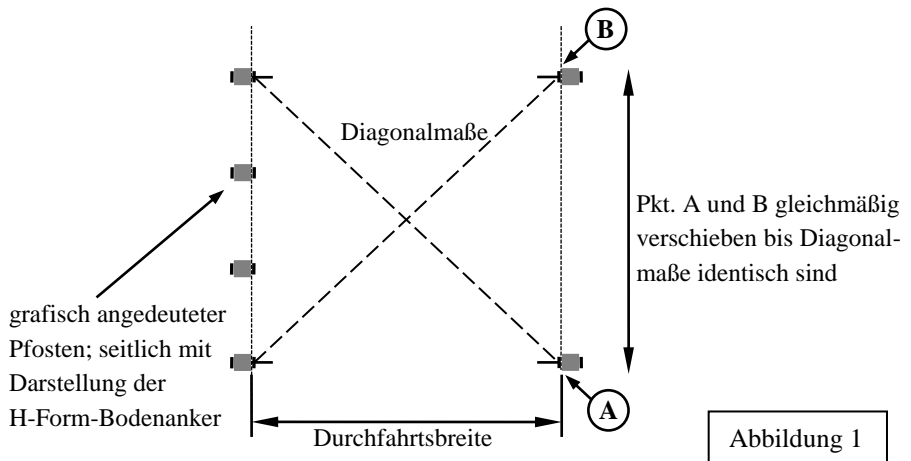 B
Diagonalmaße
Pkt. A und B gleichmäßig
verschieben bis Diagonal-
maße identisch sind
grafisch angedeuteter
Pfosten; seitlich mit
Darstellung der
H-Form-Bodenanker
A
Durchfahrtsbreite
Abbildung 1